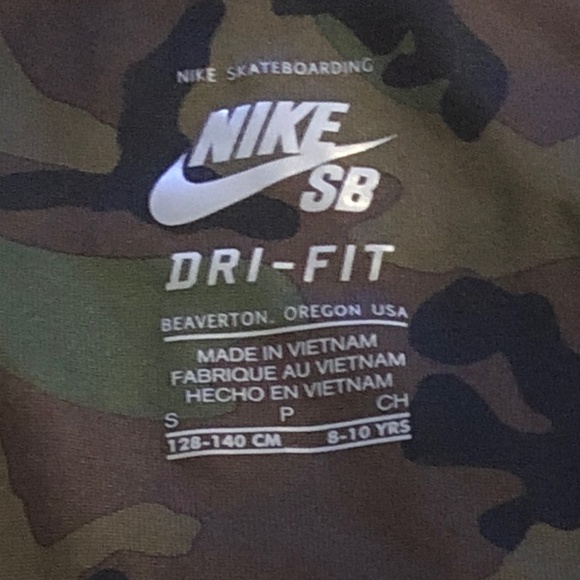 NIKE SKATEBOARDING
NIKE
SB
DRI-FIT
BEAVERTON, OREGON USA
MADE IN VIETNAM
FABRIQUE AU VIETNAM
HECHO EN VIETNAM
S P CH
128-140 CM 8-10 YRS